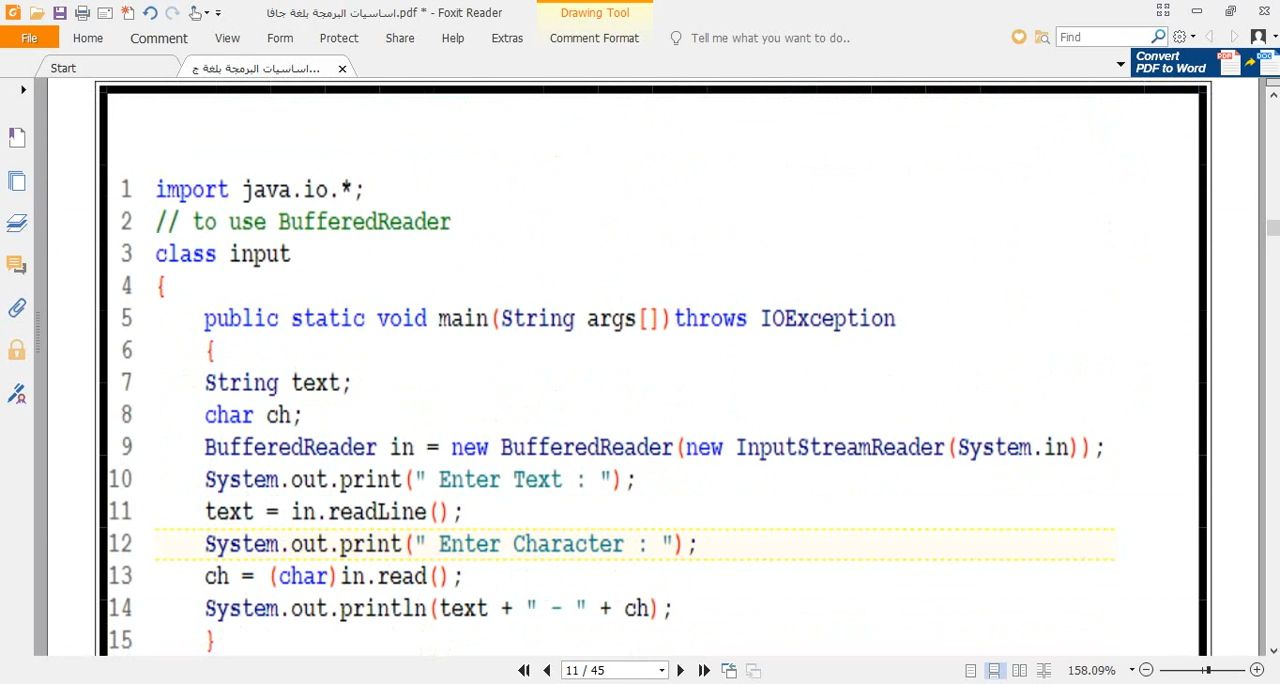 اساسيات البرمجة بلغة جافا.pdf * - Foxit Reader
Drawing Tool
File Home Comment View Form Protect Share Help Extras Comment Format Tell me what you want to do.. Find
Start
اساسيات البرمجة بلغة ج...
Convert
PDF to Word
1 import java.io.*;
2 // to use BufferedReader
3 class input
4 {
5 public static void main(String args[])throws IOException
6 {
7 String text;
8 char ch;
9 BufferedReader in = new BufferedReader(new InputStreamReader(System.in));
10 System.out.print(" Enter Text : ");
11 text = in.readLine();
12 System.out.print(" Enter Character : ");
13 ch = (char)in.read();
14 System.out.println(text + " - " + ch);
15 }
11 / 45
158.09%